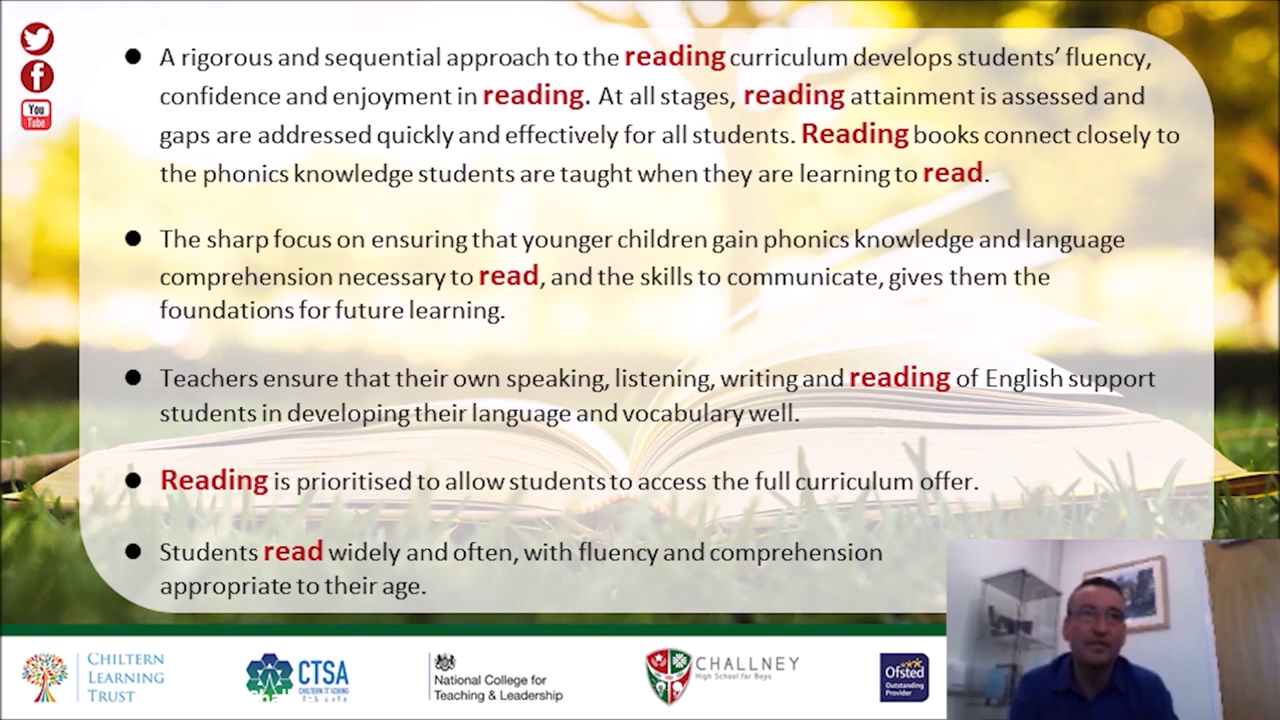 You
Tube
● A rigorous and sequential approach to the reading curriculum develops students’ fluency,
confidence and enjoyment in reading. At all stages, reading attainment is assessed and
gaps are addressed quickly and effectively for all students. Reading books connect closely to
the phonics knowledge students are taught when they are learning to read.
● The sharp focus on ensuring that younger children gain phonics knowledge and language
comprehension necessary to read, and the skills to communicate, gives them the
foundations for future learning.
● Teachers ensure that their own speaking, listening, writing and reading of English support
students in developing their language and vocabulary well.
● Reading is prioritised to allow students to access the full curriculum offer.
● Students read widely and often, with fluency and comprehension
appropriate to their age.
CHILTERN
LEARNING
TRUST
CTSA
National College for
Teaching & Leadership
CHALLNEY
High School for Boys
Ofsted
Outstanding
Provider